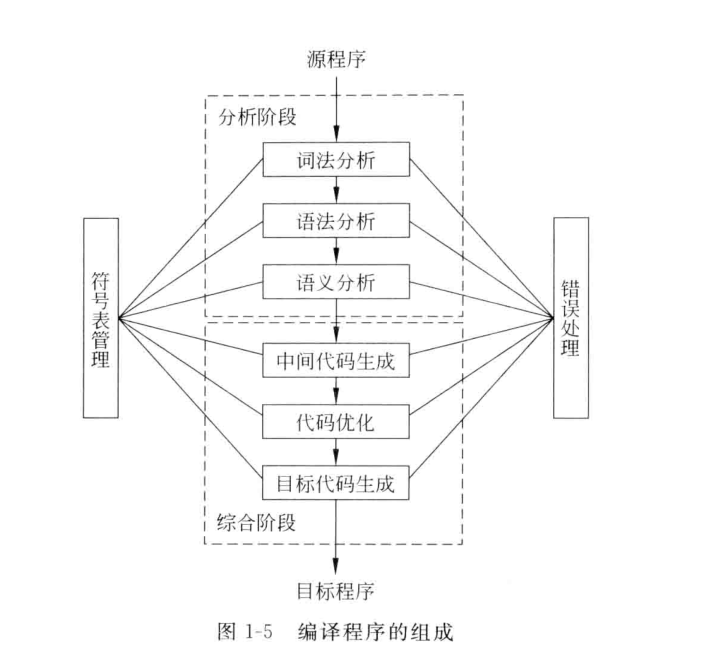 源程序
分析阶段
词法分析
语法分析
语义分析
符号表管理
错误处理
中间代码生成
代码优化
目标代码生成
综合阶段
目标程序
图 1-5 编译程序的组成